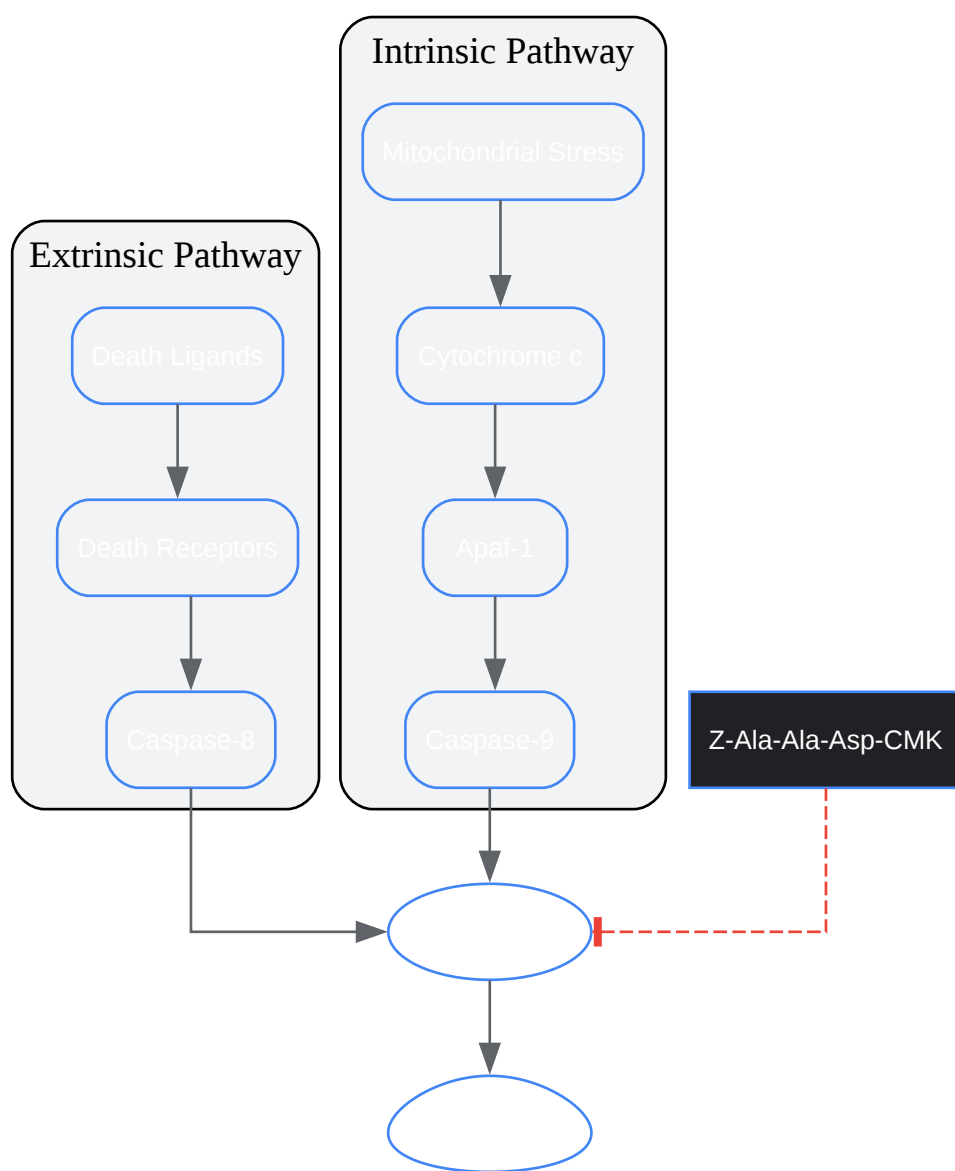 Intrinsic Pathway
Mitochondrial Stress
Extrinsic Pathway
Death Ligands
Cytochrome c
Death Receptors
Apaf-1
Caspase-8
Caspase-9
Z-Ala-Ala-Asp-CMK